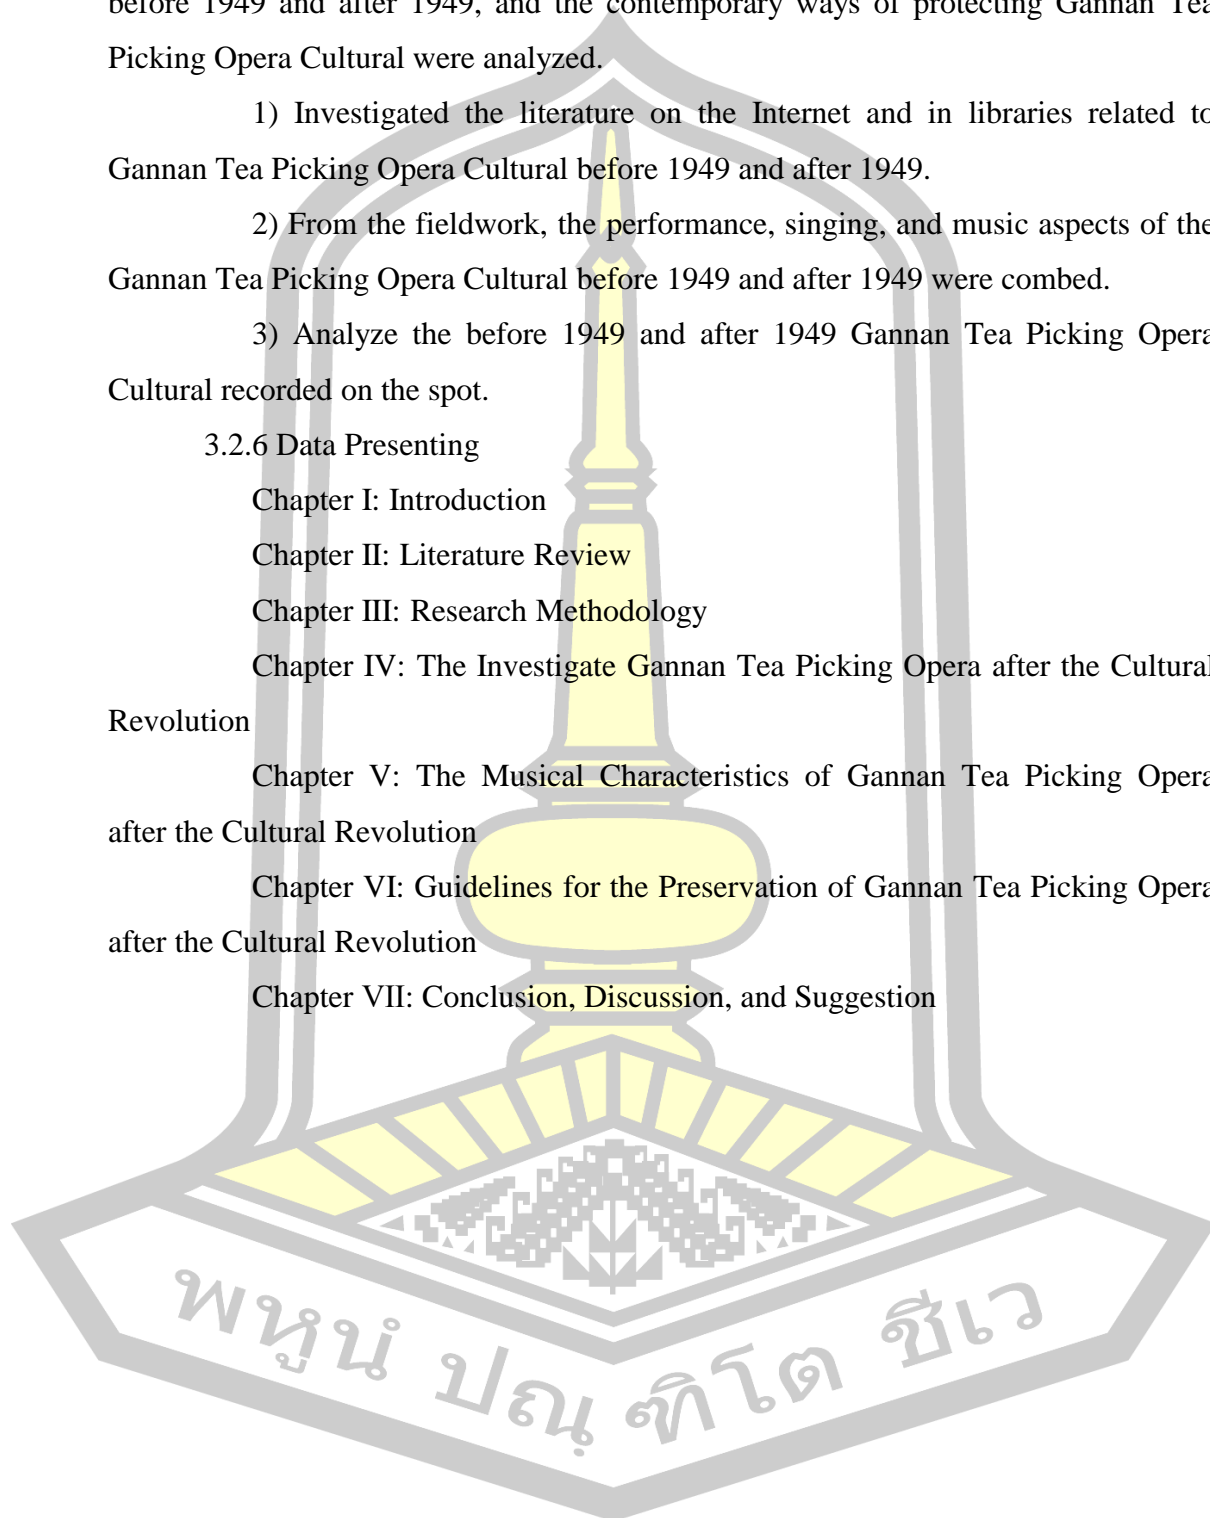 before 1949 and after 1949, and the contemporary ways of protecting Gannan Tea
Picking Opera Cultural were analyzed.
1) Investigated the literature on the Internet and in libraries related to
Gannan Tea Picking Opera Cultural before 1949 and after 1949.
2) From the fieldwork, the performance, singing, and music aspects of the
Gannan Tea Picking Opera Cultural before 1949 and after 1949 were combed.
3) Analyze the before 1949 and after 1949 Gannan Tea Picking Opera
Cultural recorded on the spot.
3.2.6 Data Presenting
Chapter I: Introduction
Chapter II: Literature Review
Chapter III: Research Methodology
Chapter IV: The Investigate Gannan Tea Picking Opera after the Cultural
Revolution
Chapter V: The Musical Characteristics of Gannan Tea Picking Opera
after the Cultural Revolution
Chapter VI: Guidelines for the Preservation of Gannan Tea Picking Opera
after the Cultural Revolution
Chapter VII: Conclusion, Discussion, and Suggestion
พหูนํ ปณฺฑิโต ชีเว